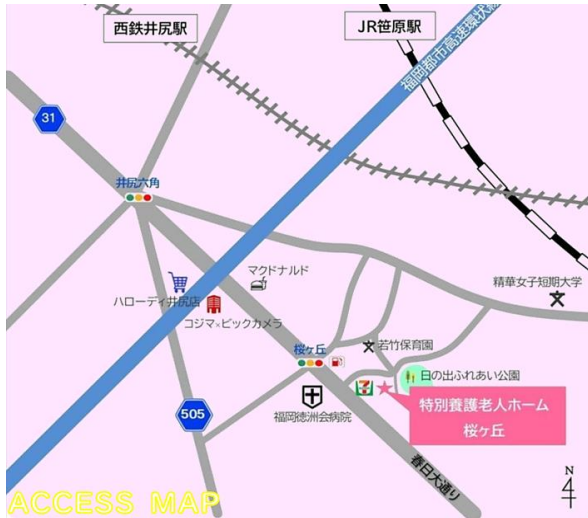 西鉄井尻駅
JR笹原駅
福岡都市高速環状線
31
井尻六角
マクドナルド
ハローディ井尻店
コジマ×ビックカメラ
精華女子短期大学
桜ヶ丘
若竹保育園
日の出ふれあい公園
7
特別養護老人ホーム
桜ヶ丘
505
福岡徳洲会病院
春日大通り
N
ACCESS MAP